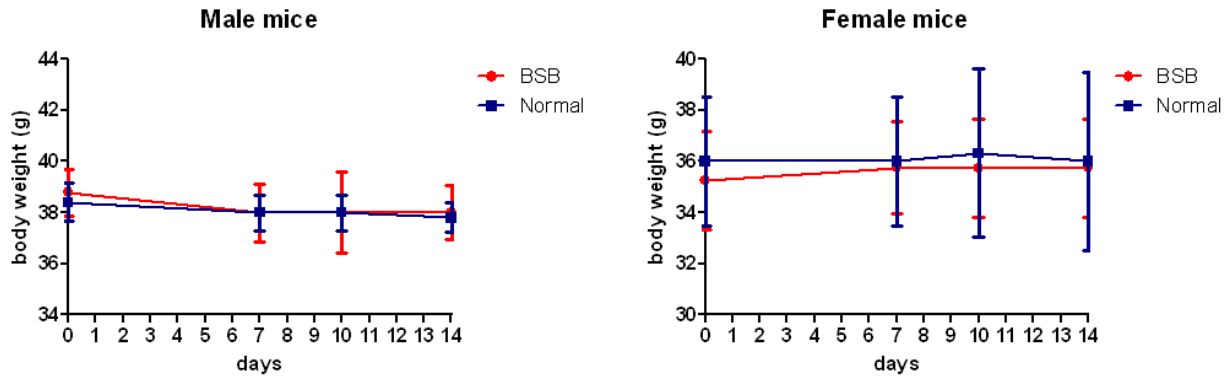 Male mice
body weight (g)
44
42
40
38
36
34
0 1 2 3 4 5 6 7 8 9 10 11 12 13 14
days
BSB
Normal
Female mice
body weight (g)
40
38
36
34
32
30
0 1 2 3 4 5 6 7 8 9 10 11 12 13 14
days
BSB
Normal